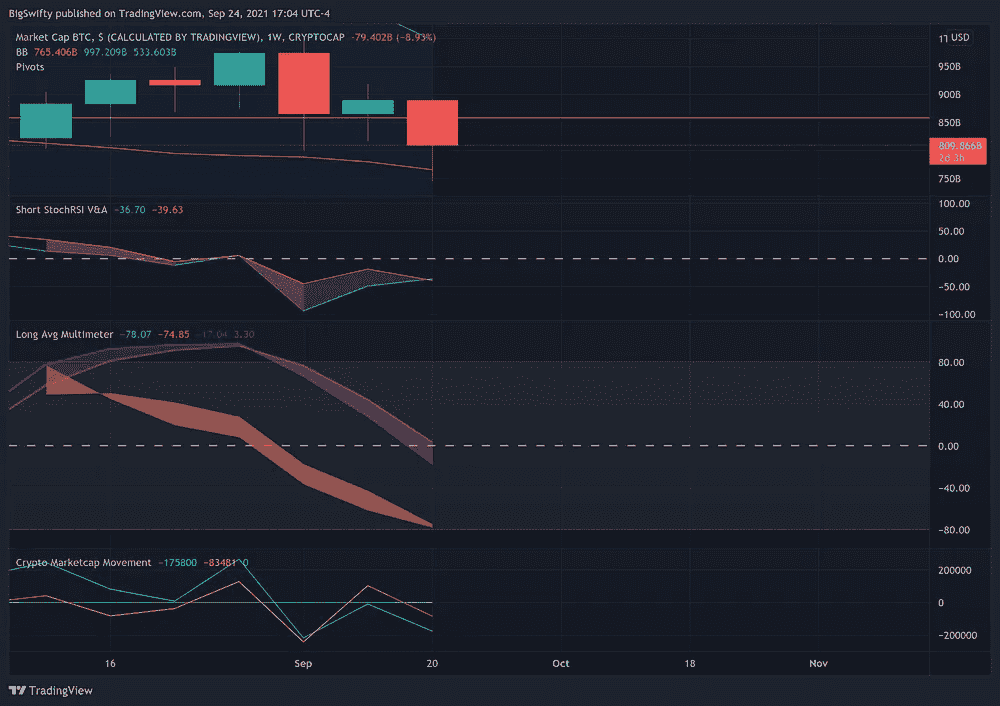 BigSwifty published on TradingView.com, Sep 24, 2021 17:04 UTC-4
Market Cap BTC, $ (CALCULATED BY TRADINGVIEW), 1W, CRYPTOCAP −79.402B (−8.93%)
BB 765.406B 997.209B 533.603B
Pivots
USD
950B
900B
850B
809.866B
2d 3h
750B
Short StochRSI V&A −36.70 −39.63
100.00
50.00
0.00
−50.00
−100.00
Long Avg Multimeter −78.07 −74.85 −17.04 3.30
80.00
40.00
0.00
−40.00
−80.00
Crypto Marketcap Movement −175800 −83481 0
200000
0
−200000
16 Sep 20 Oct 18 Nov
TradingView